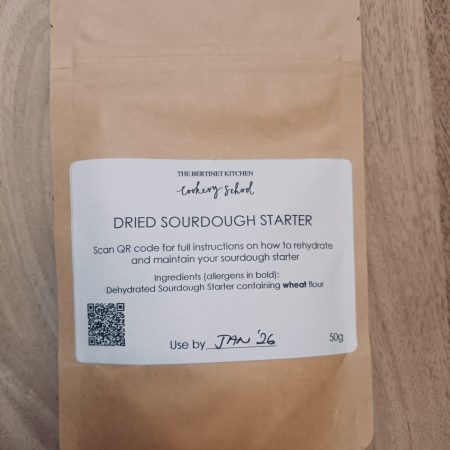 THE BERTINET KITCHEN
cookery school
DRIED SOURDOUGH STARTER
Scan QR code for full instructions on how to rehydrate
and maintain your sourdough starter
Ingredients (allergens in bold):
Dehydrated Sourdough Starter containing wheat flour
Use by JAN '26
50g